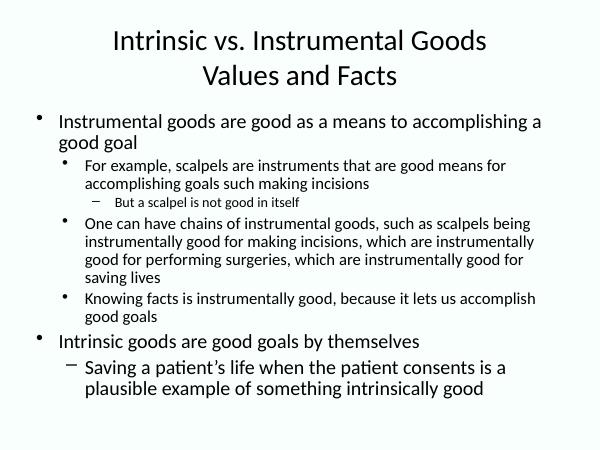 Intrinsic vs. Instrumental Goods
Values and Facts
• Instrumental goods are good as a means to accomplishing a
good goal
• For example, scalpels are instruments that are good means for
accomplishing goals such making incisions
– But a scalpel is not good in itself
• One can have chains of instrumental goods, such as scalpels being
instrumentally good for making incisions, which are instrumentally
good for performing surgeries, which are instrumentally good for
saving lives
• Knowing facts is instrumentally good, because it lets us accomplish
good goals
• Intrinsic goods are good goals by themselves
– Saving a patient’s life when the patient consents is a
plausible example of something intrinsically good